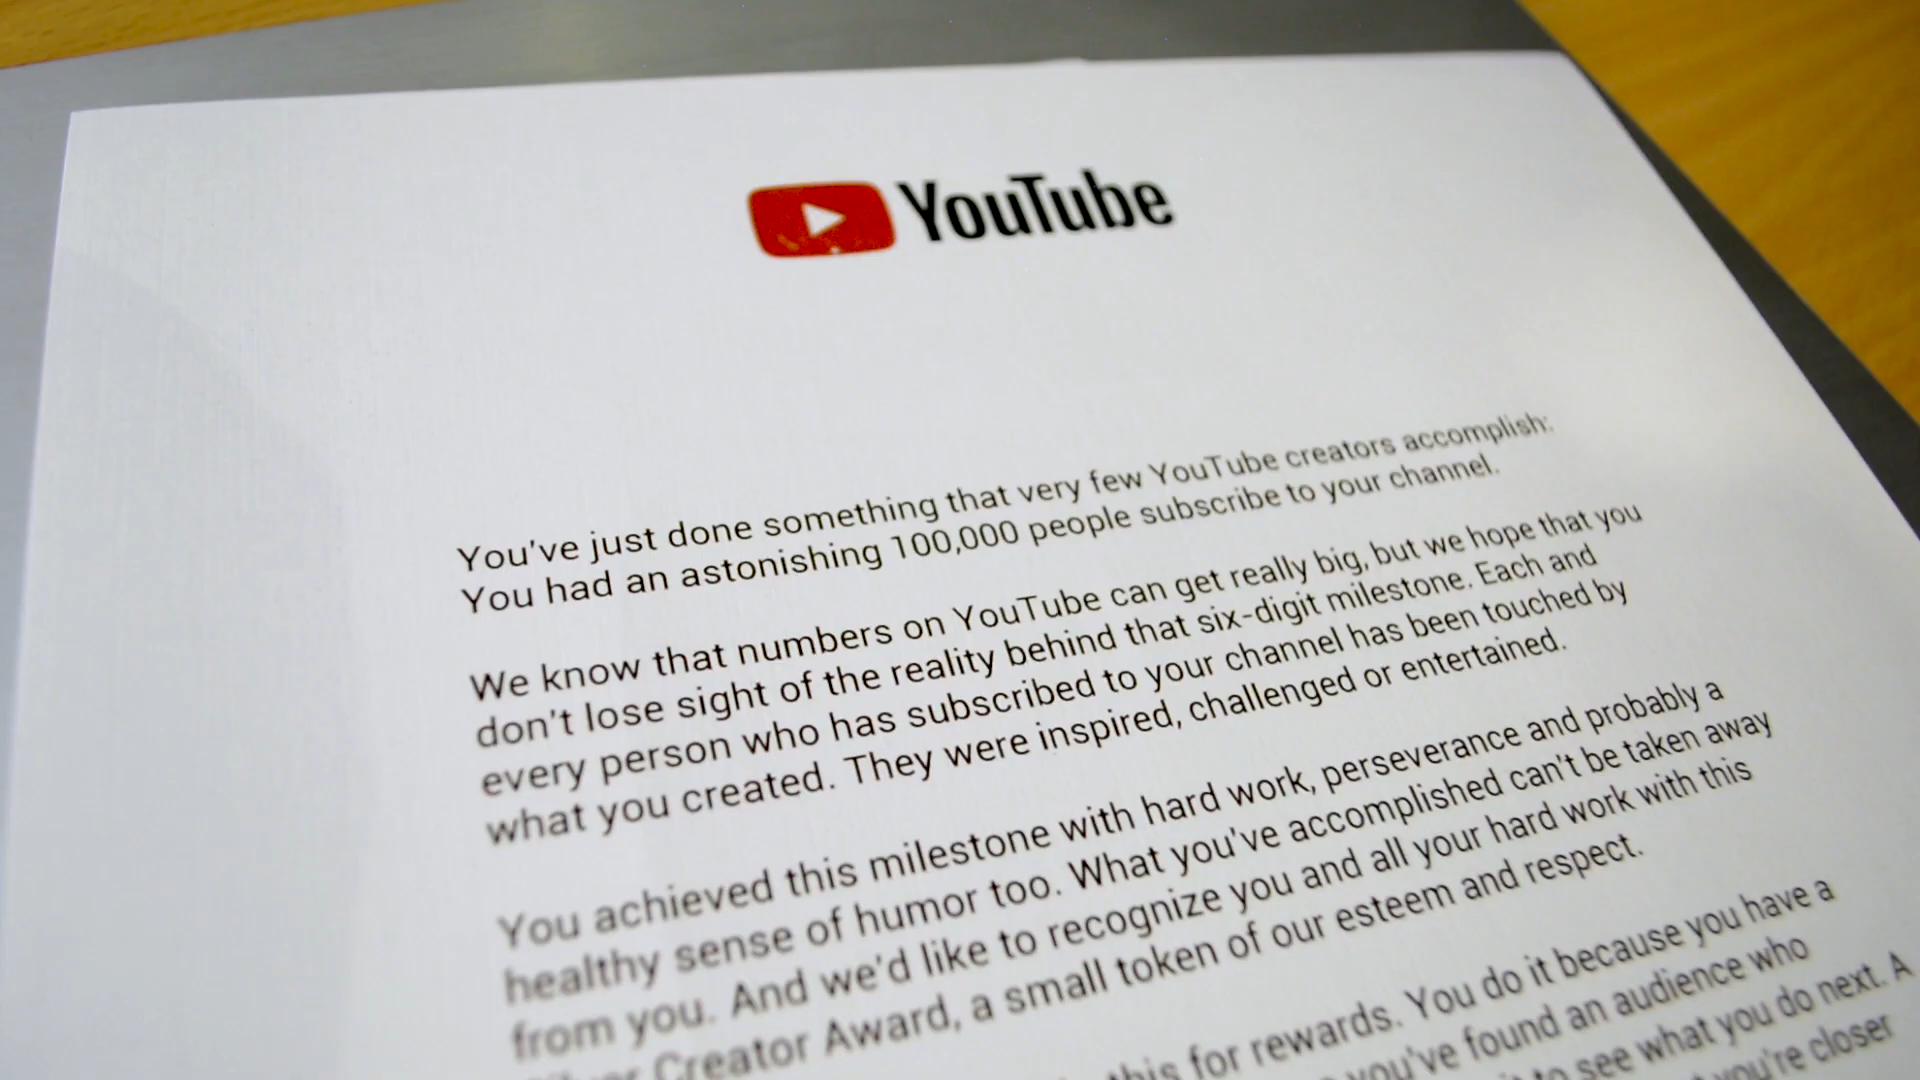 YouTube
You've just done something that very few YouTube creators accomplish:
You had an astonishing 100,000 people subscribe to your channel.
We know that numbers on YouTube can get really big, but we hope that you
don't lose sight of the reality behind that six-digit milestone. Each and
every person who has subscribed to your channel has been touched by
what you created. They were inspired, challenged or entertained.
You achieved this milestone with hard work, perseverance and probably a
healthy sense of humor too. What you've accomplished can't be taken away
from you. And we'd like to recognize you and all your hard work with this
Silver Creator Award, a small token of our esteem and respect.
this for rewards. You do it because you have a
you've found an audience who
to see what you do next. A
you're closer